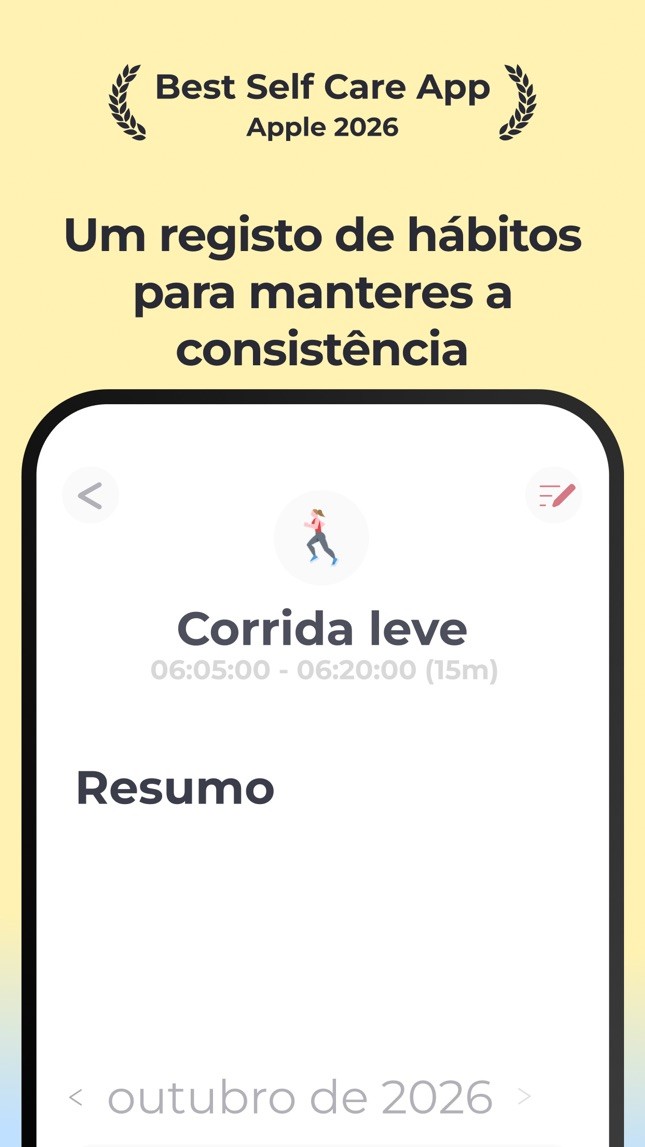 Best Self Care App
Apple 2026
Um registo de hábitos
para manteres a
consistência
Corrida leve
06:05:00 - 06:20:00 (15m)
Resumo
< outubro de 2026 >